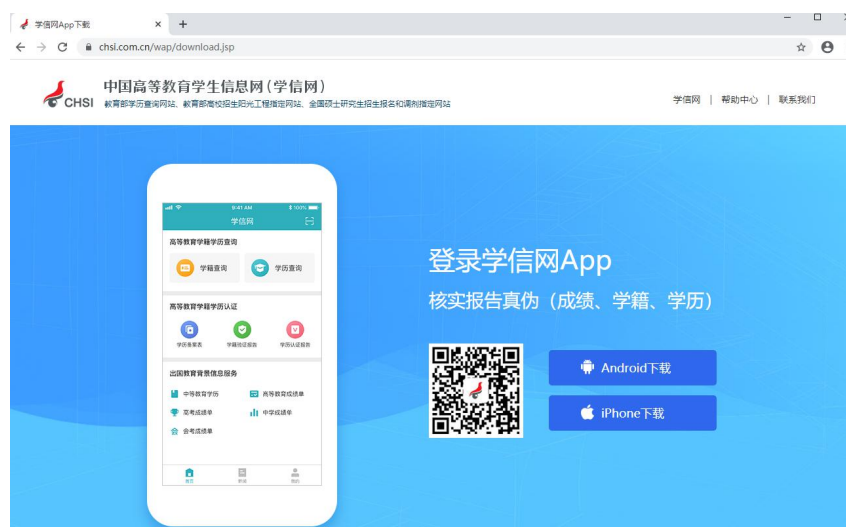 学信网App下载
chsi.com.cn/wap/download.jsp
CHSI
中国高等教育学生信息网(学信网)
教育部学历查询网站、教育部高校招生阳光工程指定网站、全国硕士研究生招生报名和调剂指定网站
学信网 | 帮助中心 | 联系我们
9:41 AM 100%
学信网
高等教育学籍学历查询
学籍查询 学历查询
高等教育学籍学历认证
学历备案表 学籍验证报告 学历认证报告
出国教育背景信息服务
中等教育学历 高等教育成绩单
高考成绩单 中学成绩单
会考成绩单
首页 我的
登录学信网App
核实报告真伪（成绩、学籍、学历）
Android下载
iPhone下载